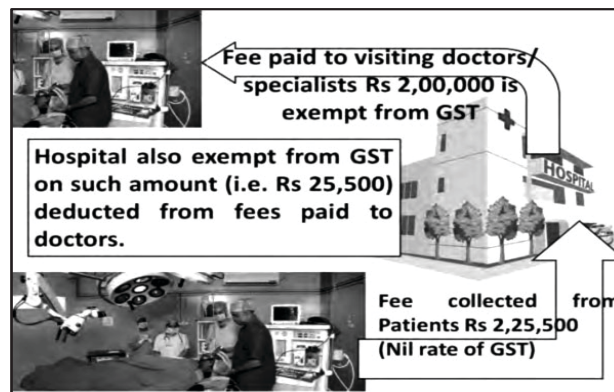 Fee paid to visiting doctors/
specialists Rs 2,00,000 is
exempt from GST
HOSPITAL
Hospital also exempt from GST
on such amount (i.e. Rs 25,500)
deducted from fees paid to
doctors.
Fee collected from
Patients Rs 2,25,500
(Nil rate of GST)